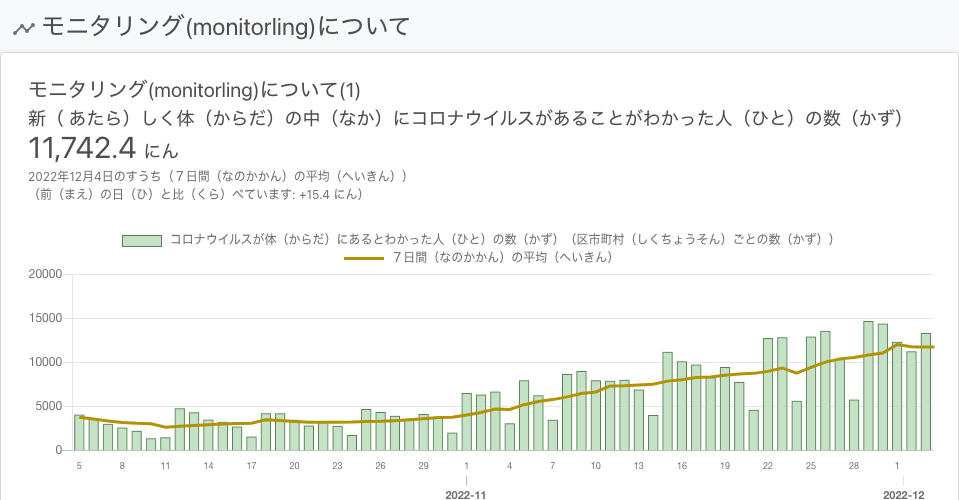 モニタリング(monitorling)について
モニタリング(monitorling)について(1)
新（ あたら）しく体（からだ）の中（なか）にコロナウイルスがあることがわかった人（ひと）の数（かず）
11,742.4 にん
2022年12月4日のすうち（７日間（なのかかん）の平均（へいきん））
（前（まえ）の日（ひ）と比（くら）べています: +15.4 にん）
コロナウイルスが体（からだ）にあるとわかった人（ひと）の数（かず）（区市町村（しくちょうそん）ごとの数（かず））
７日間（なのかかん）の平均（へいきん）
20000
15000
10000
5000
0
5 8 11 14 17 20 23 26 29 1 4 7 10 13 16 19 22 25 28 1
2022-11 2022-12